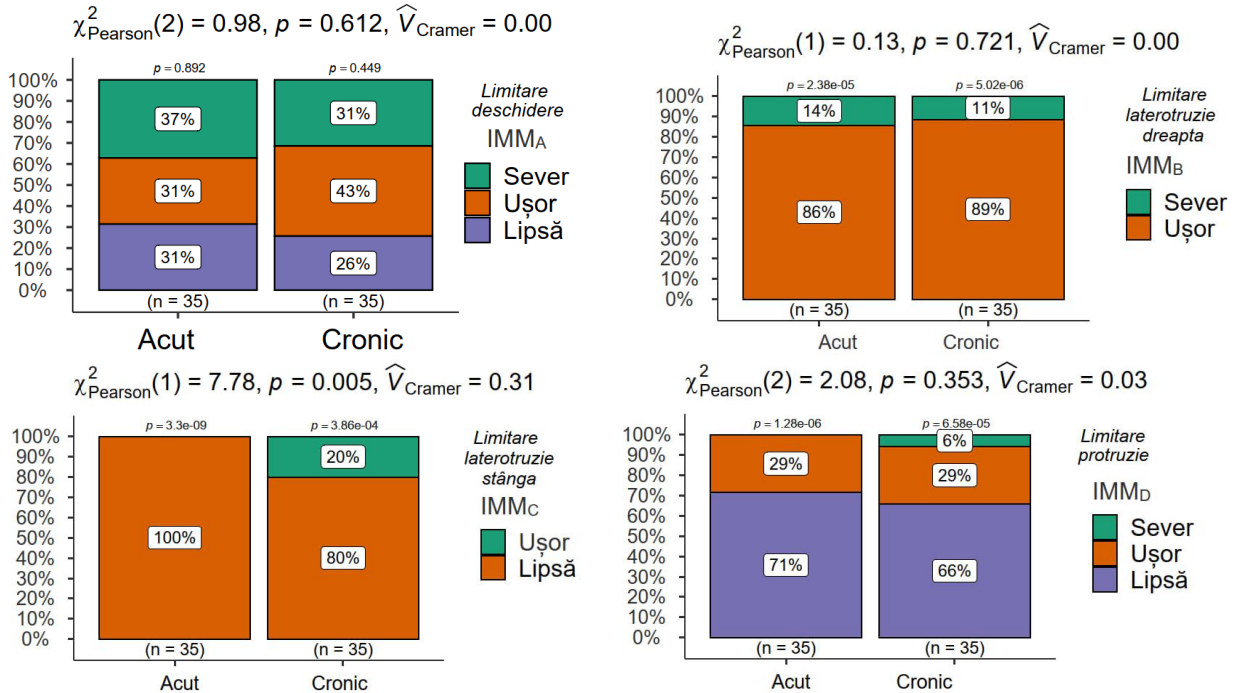 χ²Pearson(2) = 0.98, p = 0.612, V̂Cramer = 0.00
p = 0.892 p = 0.449
100%
90%
80%
70%
60%
50%
40%
30%
20%
10%
0%
37%
31%
31%
31%
43%
26%
(n = 35) (n = 35)
Acut Cronic
Limitare
deschidere
IMMA
Sever
Ușor
Lipsă
χ²Pearson(1) = 0.13, p = 0.721, V̂Cramer = 0.00
p = 2.38e-05 p = 5.02e-06
100%
90%
80%
70%
60%
50%
40%
30%
20%
10%
0%
14%
86%
11%
89%
(n = 35) (n = 35)
Acut Cronic
Limitare
laterotruzie
dreapta
IMMB
Sever
Ușor
χ²Pearson(1) = 7.78, p = 0.005, V̂Cramer = 0.31
p = 3.3e-09 p = 3.86e-04
100%
90%
80%
70%
60%
50%
40%
30%
20%
10%
0%
100%
20%
80%
(n = 35) (n = 35)
Acut Cronic
Limitare
laterotruzie
stânga
IMMC
Ușor
Lipsă
χ²Pearson(2) = 2.08, p = 0.353, V̂Cramer = 0.03
p = 1.28e-06 p = 6.58e-05
100%
90%
80%
70%
60%
50%
40%
30%
20%
10%
0%
29%
71%
6%
29%
66%
(n = 35) (n = 35)
Acut Cronic
Limitare
protruzie
IMMD
Sever
Ușor
Lipsă